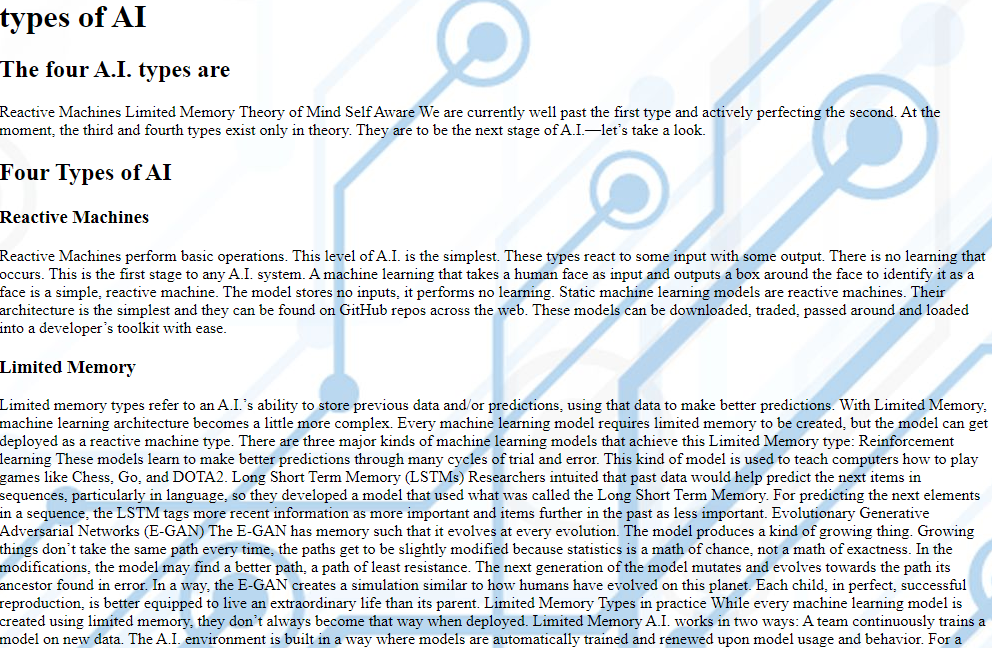 types of AI
The four A.I. types are
Reactive Machines Limited Memory Theory of Mind Self Aware We are currently well past the first type and actively perfecting the second. At the
moment, the third and fourth types exist only in theory. They are to be the next stage of A.I.—let’s take a look.
Four Types of AI
Reactive Machines
Reactive Machines perform basic operations. This level of A.I. is the simplest. These types react to some input with some output. There is no learning that
occurs. This is the first stage to any A.I. system. A machine learning that takes a human face as input and outputs a box around the face to identify it as a
face is a simple, reactive machine. The model stores no inputs, it performs no learning. Static machine learning models are reactive machines. Their
architecture is the simplest and they can be found on GitHub repos across the web. These models can be downloaded, traded, passed around and loaded
into a developer’s toolkit with ease.
Limited Memory
Limited memory types refer to an A.I.’s ability to store previous data and/or predictions, using that data to make better predictions. With Limited Memory,
machine learning architecture becomes a little more complex. Every machine learning model requires limited memory to be created, but the model can get
deployed as a reactive machine type. There are three major kinds of machine learning models that achieve this Limited Memory type: Reinforcement
learning These models learn to make better predictions through many cycles of trial and error. This kind of model is used to teach computers how to play
games like Chess, Go, and DOTA2. Long Short Term Memory (LSTMs) Researchers intuited that past data would help predict the next items in
sequences, particularly in language, so they developed a model that used what was called the Long Short Term Memory. For predicting the next elements
in a sequence, the LSTM tags more recent information as more important and items further in the past as less important. Evolutionary Generative
Adversarial Networks (E-GAN) The E-GAN has memory such that it evolves at every evolution. The model produces a kind of growing thing. Growing
things don’t take the same path every time, the paths get to be slightly modified because statistics is a math of chance, not a math of exactness. In the
modifications, the model may find a better path, a path of least resistance. The next generation of the model mutates and evolves towards the path its
ancestor found in error. In a way, the E-GAN creates a simulation similar to how humans have evolved on this planet. Each child, in perfect, successful
reproduction, is better equipped to live an extraordinary life than its parent. Limited Memory Types in practice While every machine learning model is
created using limited memory, they don’t always become that way when deployed. Limited Memory A.I. works in two ways: A team continuously trains a
model on new data. The A.I. environment is built in a way where models are automatically trained and renewed upon model usage and behavior. For a